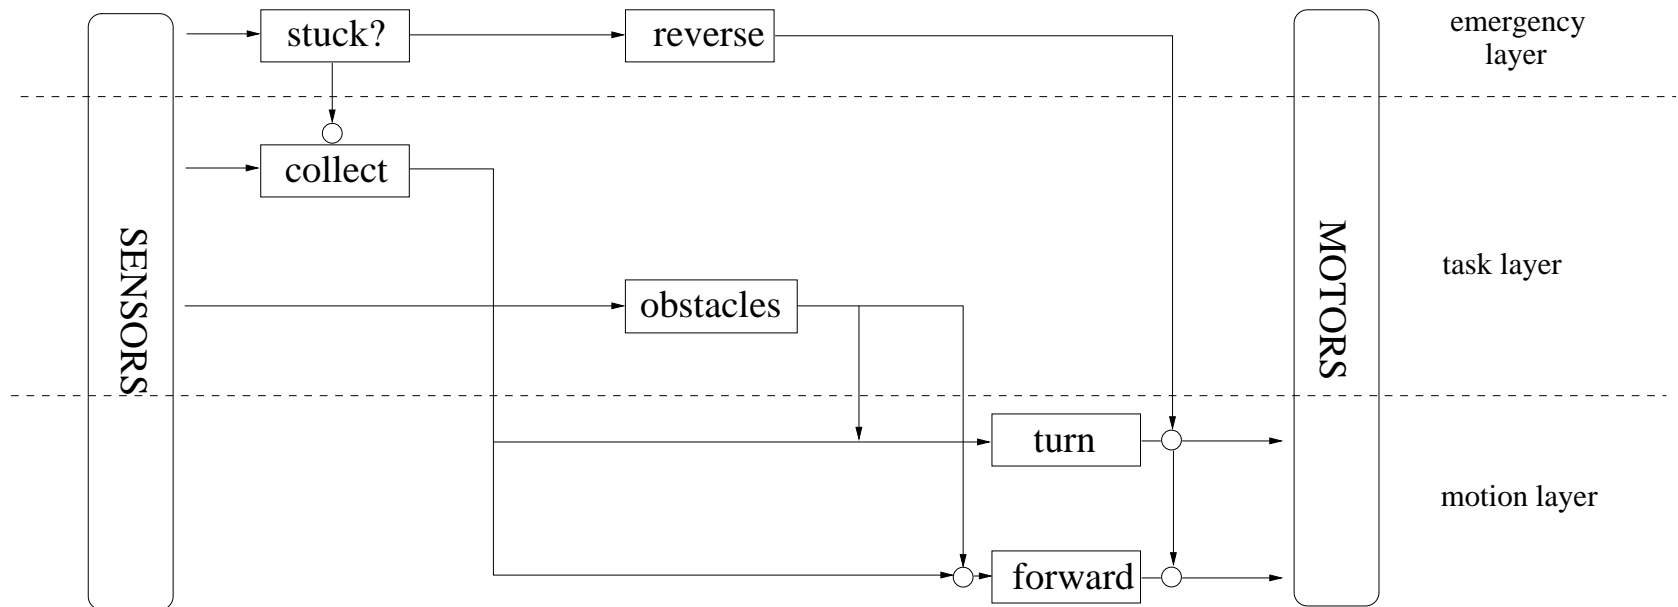 stuck?
reverse
emergency
layer
collect
SENSORS
MOTORS
task layer
obstacles
turn
motion layer
forward